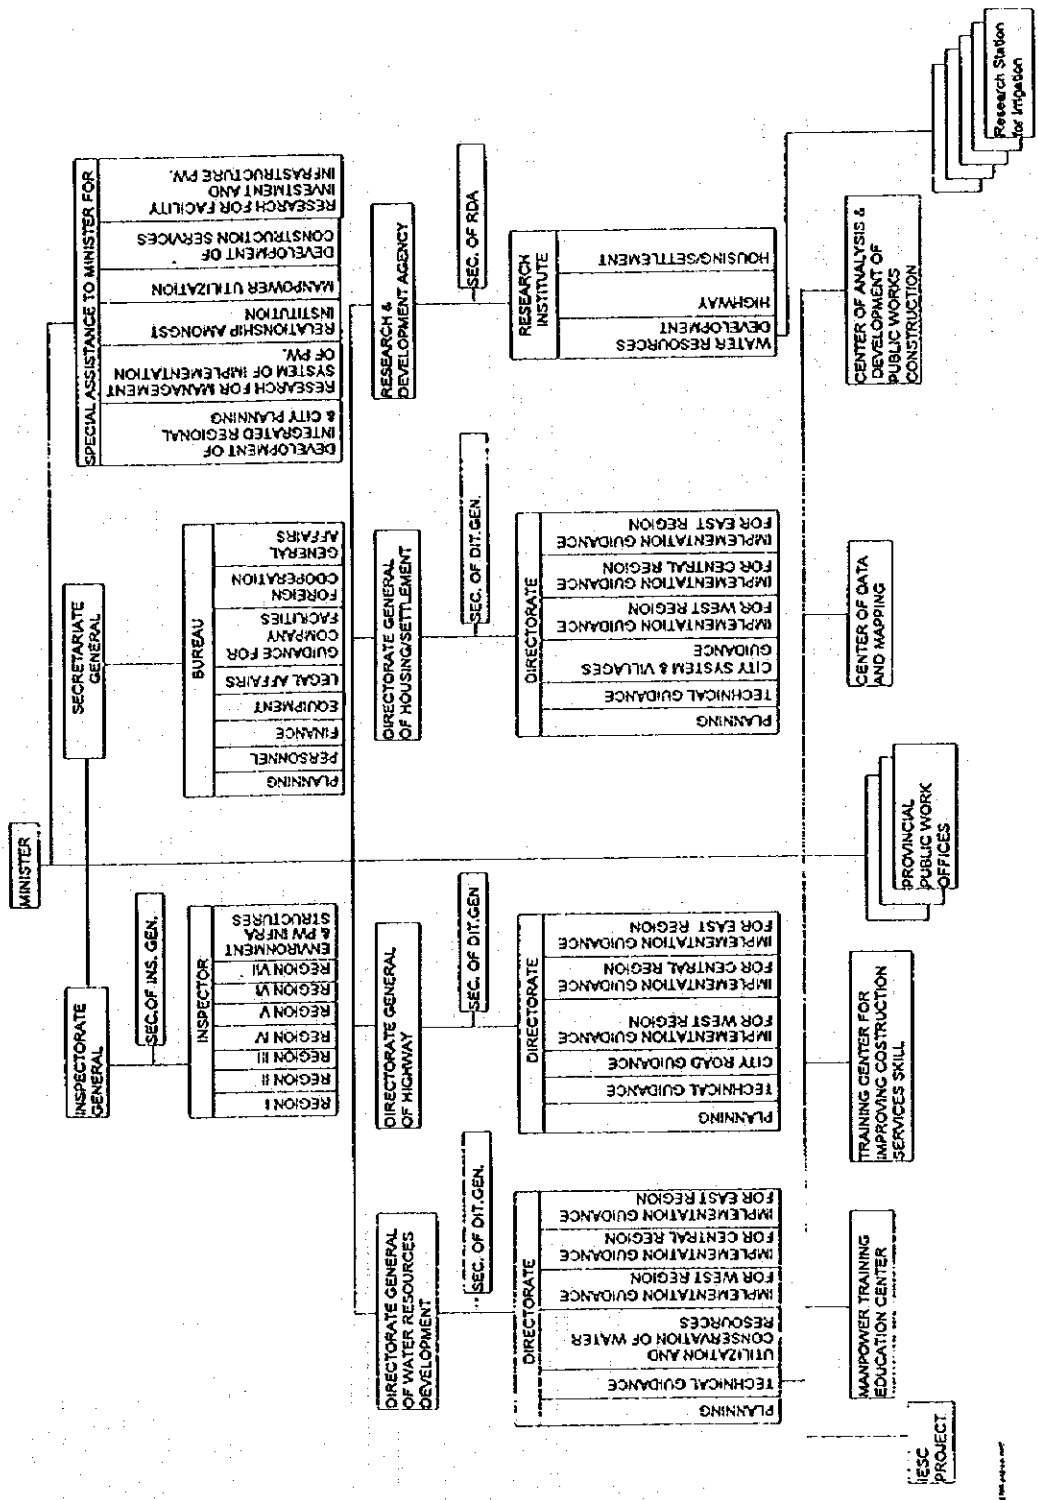 MINISTER
INSPECTORATE
GENERAL
SECRETARIATE
GENERAL
SPECIAL ASSISTANCE TO MINISTER FOR
DEVELOPMENT OF
INTEGRATED REGIONAL
& CITY PLANNING
RESEARCH FOR MANAGEMENT
SYSTEM OF IMPLEMENTATION
OF PW.
RELATIONSHIP AMONGST
INSTITUTION
MANPOWER UTILIZATION
DEVELOPMENT OF
CONSTRUCTION SERVICES
RESEARCH FOR FACILITY
INVESTMENT AND
INFRASTRUCTURE PW.
SEC.OF INS. GEN.
INSPECTOR
REGION I
REGION II
REGION III
REGION IV
REGION V
REGION VI
REGION VII
ENVIRONMENT
& PW INFRA
STRUCTURES
BUREAU
PLANNING
PERSONNEL
FINANCE
EQUIPMENT
LEGAL AFFAIRS
GUIDANCE FOR
COMPANY
FACILITIES
FOREIGN
COOPERATION
GENERAL
AFFAIRS
DIRECTORATE GENERAL
OF WATER RESOURCES
DEVELOPMENT
DIRECTORATE GENERAL
OF HIGHWAY
DIRECTORATE GENERAL
OF HOUSING/SETTLEMENT
RESEARCH &
DEVELOPMENT AGENCY
SEC. OF DIT.GEN.
SEC. OF DIT.GEN
SEC. OF DIT.GEN.
SEC. OF RDA
DIRECTORATE
PLANNING
TECHNICAL GUIDANCE
UTILIZATION AND
CONSERVATION OF WATER
RESOURCES
IMPLEMENTATION GUIDANCE
FOR WEST REGION
IMPLEMENTATION GUIDANCE
FOR CENTRAL REGION
IMPLEMENTATION GUIDANCE
FOR EAST REGION
DIRECTORATE
PLANNING
TECHNICAL GUIDANCE
CITY ROAD GUIDANCE
IMPLEMENTATION GUIDANCE
FOR WEST REGION
IMPLEMENTATION GUIDANCE
FOR CENTRAL REGION
IMPLEMENTATION GUIDANCE
FOR EAST REGION
DIRECTORATE
PLANNING
TECHNICAL GUIDANCE
CITY SYSTEM & VILLAGES
GUIDANCE
IMPLEMENTATION GUIDANCE
FOR WEST REGION
IMPLEMENTATION GUIDANCE
FOR CENTRAL REGION
IMPLEMENTATION GUIDANCE
FOR EAST REGION
RESEARCH
INSTITUTE
WATER RESOURCES
DEVELOPMENT
HIGHWAY
HOUSING/SETTLEMENT
MANPOWER TRAINING
EDUCATION CENTER
TRAINING CENTER FOR
IMPROVING COSTRUCTION
SERVICES SKILL
CENTER OF DATA
AND MAPPING
CENTER OF ANALYSIS &
DEVELOPMENT OF
PUBLIC WORKS
CONSTRUCTION
IESC
PROJECT
PROVINCIAL
PUBLIC WORK
OFFICES
Research Station
for Irrigation